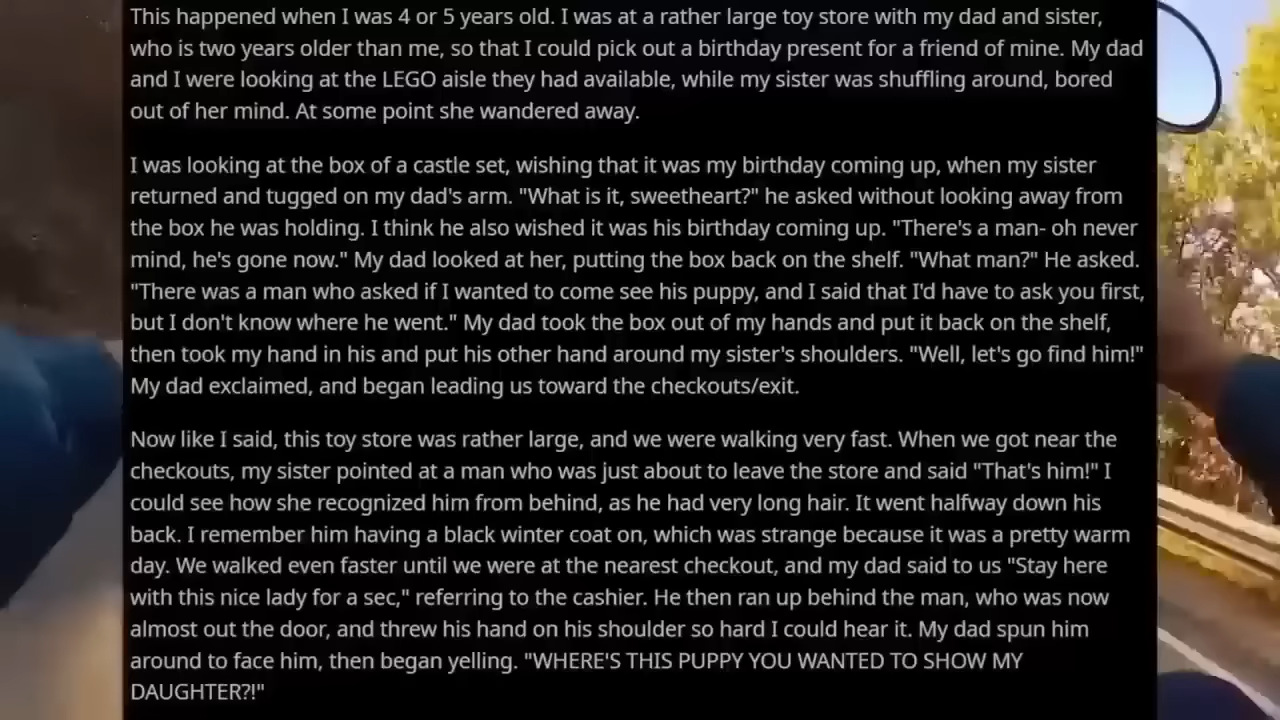 This happened when I was 4 or 5 years old. I was at a rather large toy store with my dad and sister,
who is two years older than me, so that I could pick out a birthday present for a friend of mine. My dad
and I were looking at the LEGO aisle they had available, while my sister was shuffling around, bored
out of her mind. At some point she wandered away.
I was looking at the box of a castle set, wishing that it was my birthday coming up, when my sister
returned and tugged on my dad's arm. "What is it, sweetheart?" he asked without looking away from
the box he was holding. I think he also wished it was his birthday coming up. "There's a man- oh never
mind, he's gone now." My dad looked at her, putting the box back on the shelf. "What man?" He asked.
"There was a man who asked if I wanted to come see his puppy, and I said that I'd have to ask you first,
but I don't know where he went." My dad took the box out of my hands and put it back on the shelf,
then took my hand in his and put his other hand around my sister's shoulders. "Well, let's go find him!"
My dad exclaimed, and began leading us toward the checkouts/exit.
Now like I said, this toy store was rather large, and we were walking very fast. When we got near the
checkouts, my sister pointed at a man who was just about to leave the store and said "That's him!" I
could see how she recognized him from behind, as he had very long hair. It went halfway down his
back. I remember him having a black winter coat on, which was strange because it was a pretty warm
day. We walked even faster until we were at the nearest checkout, and my dad said to us "Stay here
with this nice lady for a sec," referring to the cashier. He then ran up behind the man, who was now
almost out the door, and threw his hand on his shoulder so hard I could hear it. My dad spun him
around to face him, then began yelling. "WHERE'S THIS PUPPY YOU WANTED TO SHOW MY
DAUGHTER?!"